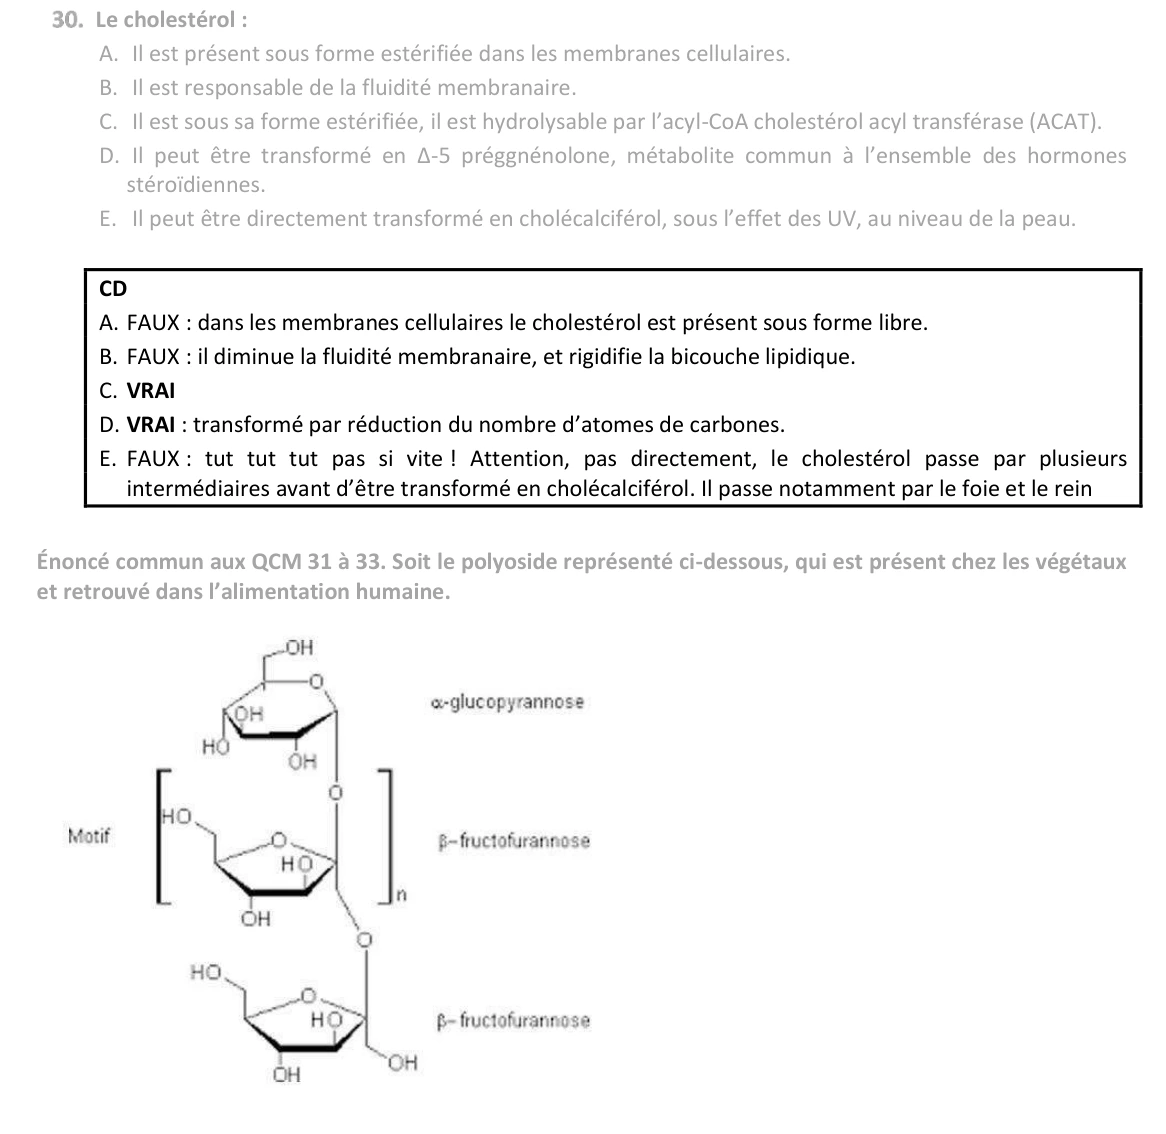 30. Le cholestérol :
A. Il est présent sous forme estérifiée dans les membranes cellulaires.
B. Il est responsable de la fluidité membranaire.
C. Il est sous sa forme estérifiée, il est hydrolysable par l’acyl-CoA cholestérol acyl transférase (ACAT).
D. Il peut être transformé en Δ-5 préggnénolone, métabolite commun à l’ensemble des hormones
stéroïdiennes.
E. Il peut être directement transformé en cholécalciférol, sous l’effet des UV, au niveau de la peau.
CD
A. FAUX : dans les membranes cellulaires le cholestérol est présent sous forme libre.
B. FAUX : il diminue la fluidité membranaire, et rigidifie la bicouche lipidique.
C. VRAI
D. VRAI : transformé par réduction du nombre d’atomes de carbones.
E. FAUX : tut tut tut pas si vite ! Attention, pas directement, le cholestérol passe par plusieurs
intermédiaires avant d’être transformé en cholécalciférol. Il passe notamment par le foie et le rein
Énoncé commun aux QCM 31 à 33. Soit le polyoside représenté ci-dessous, qui est présent chez les végétaux
et retrouvé dans l’alimentation humaine.
OH
O
α-glucopyrannose
OH
HO
OH
O
HO
Motif
O
β-fructofurannose
HO
n
OH
O
HO
O
HO
β-fructofurannose
OH
OH